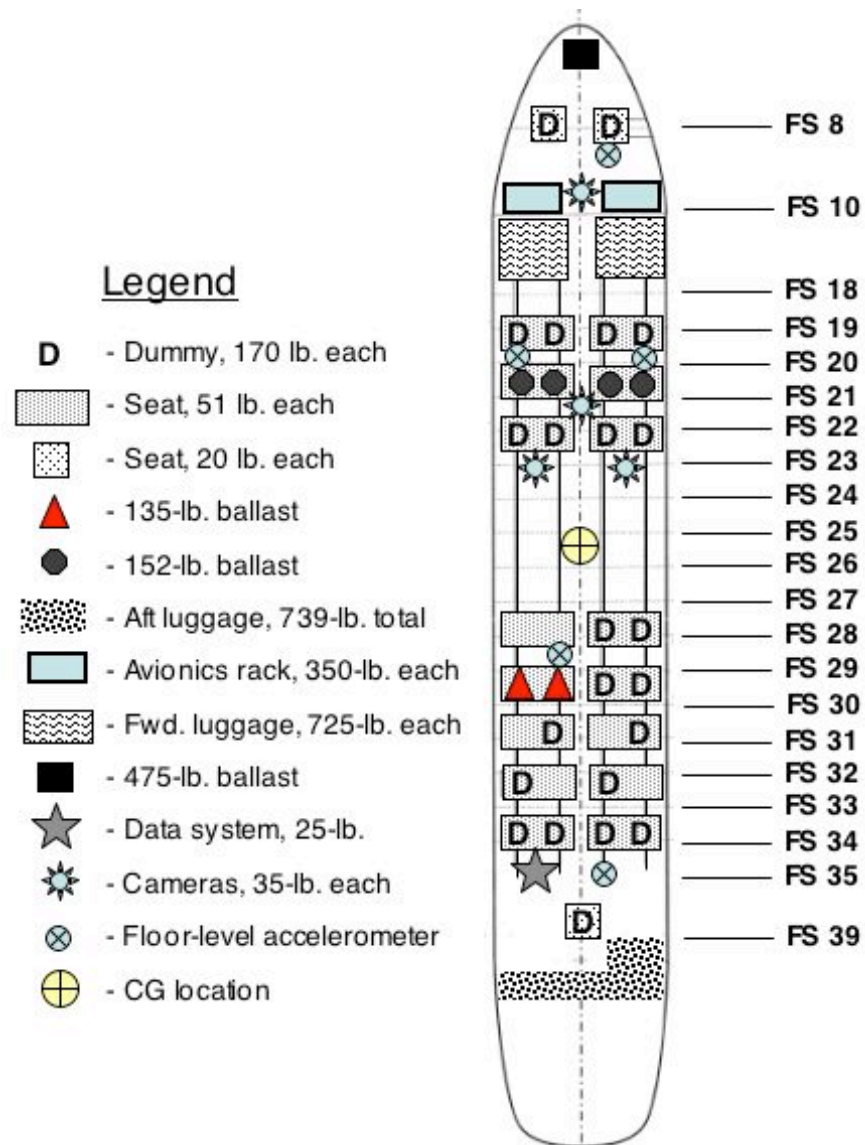 Legend
D - Dummy, 170 lb. each
- Seat, 51 lb. each
- Seat, 20 lb. each
- 135-lb. ballast
- 152-lb. ballast
- Aft luggage, 739-lb. total
- Avionics rack, 350-lb. each
- Fwd. luggage, 725-lb. each
- 475-lb. ballast
- Data system, 25-lb.
- Cameras, 35-lb. each
- Floor-level accelerometer
- CG location
D D
D D D D
D D D D
D D
D D
D D
D D
D D D D
D
FS 8
FS 10
FS 18
FS 19
FS 20
FS 21
FS 22
FS 23
FS 24
FS 25
FS 26
FS 27
FS 28
FS 29
FS 30
FS 31
FS 32
FS 33
FS 34
FS 35
FS 39